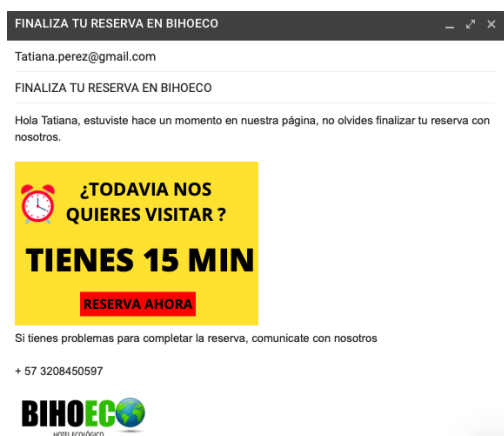 FINALIZA TU RESERVA EN BIHOECO
Tatiana.perez@gmail.com
FINALIZA TU RESERVA EN BIHOECO
Hola Tatiana, estuviste hace un momento en nuestra página, no olvides finalizar tu reserva con
nosotros.
¿TODAVIA NOS
QUIERES VISITAR ?
TIENES 15 MIN
RESERVA AHORA
Si tienes problemas para completar la reserva, comunicate con nosotros
+ 57 3208450597
BIHOECO
HOTEL ECOLÓGICO